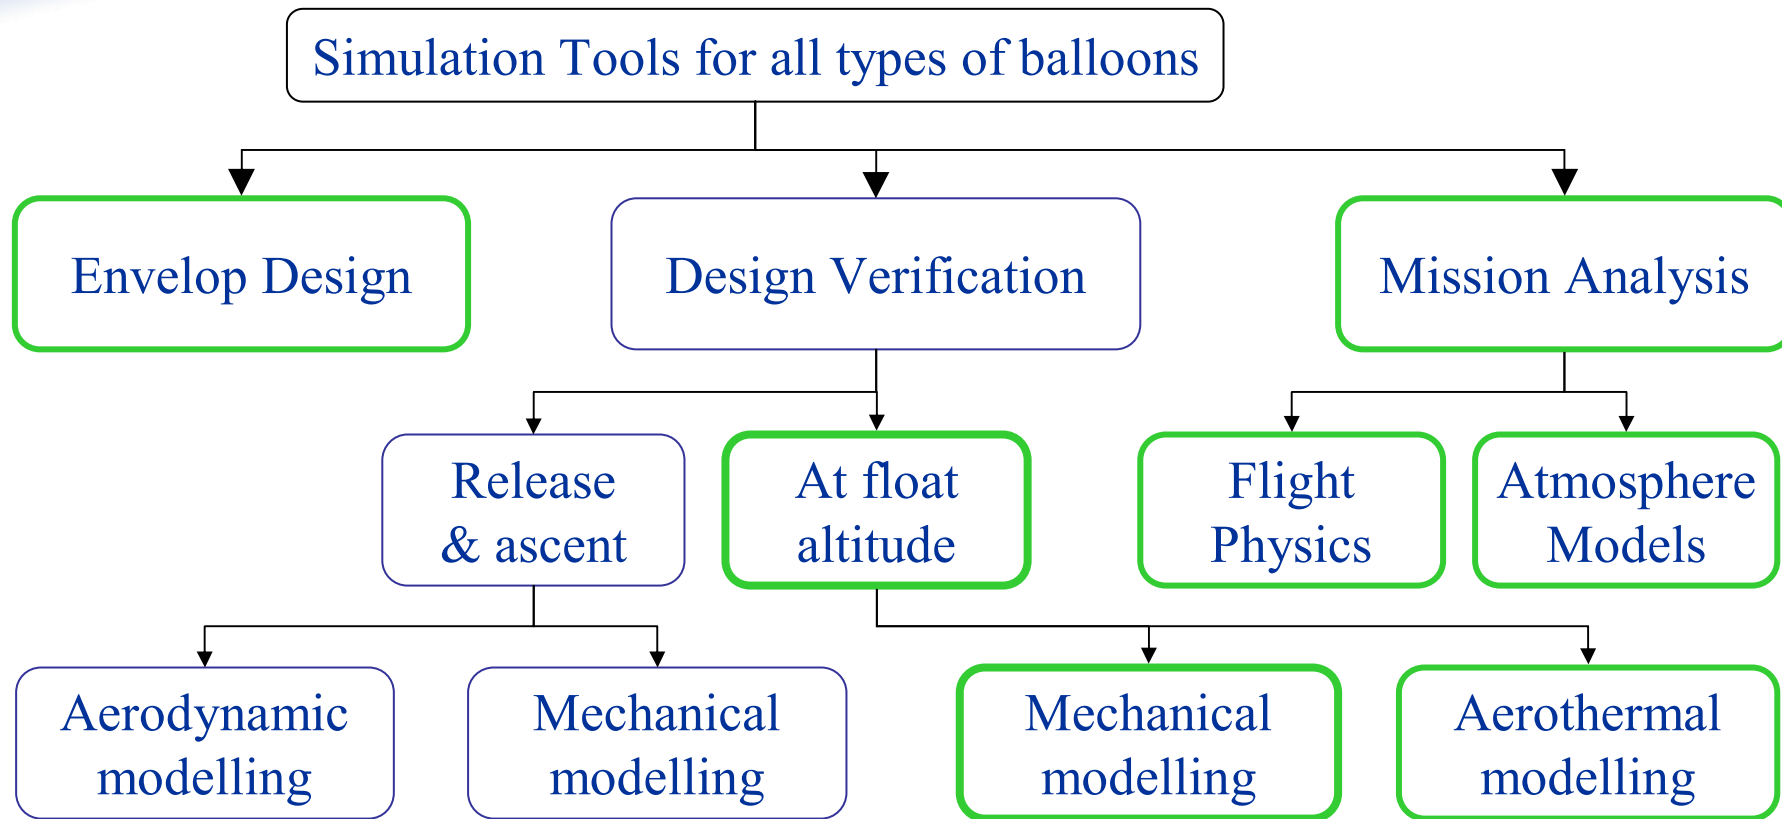 Simulation Tools for all types of balloons
Envelop Design
Design Verification
Mission Analysis
Release
& ascent
At float
altitude
Flight
Physics
Atmosphere
Models
Aerodynamic
modelling
Mechanical
modelling
Mechanical
modelling
Aerothermal
modelling